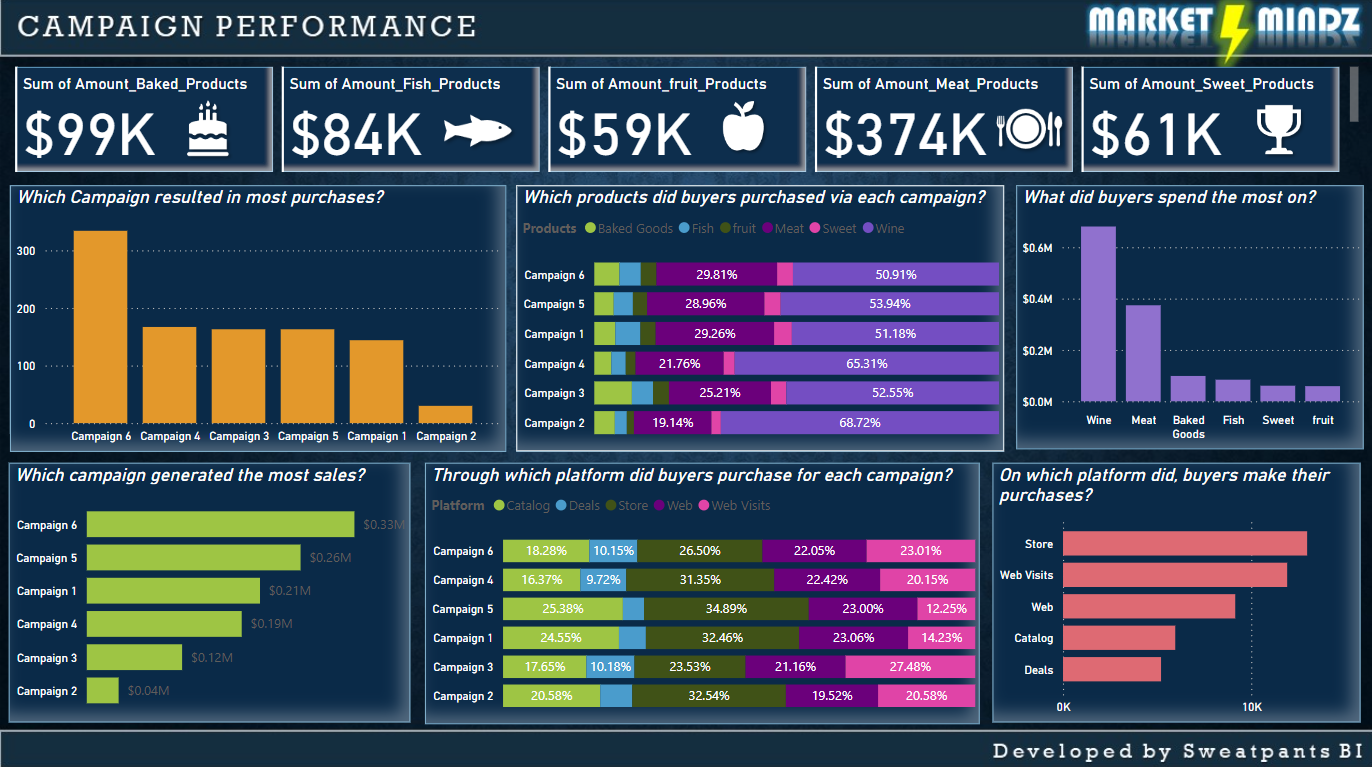 CAMPAIGN PERFORMANCE
MARKET MINDZ
Sum of Amount_Baked_Products
$99K
Sum of Amount_Fish_Products
$84K
Sum of Amount_fruit_Products
$59K
Sum of Amount_Meat_Products
$374K
Sum of Amount_Sweet_Products
$61K
Which Campaign resulted in most purchases?
300
200
100
0
Campaign 6 Campaign 4 Campaign 3 Campaign 5 Campaign 1 Campaign 2
Which products did buyers purchased via each campaign?
Products Baked Goods Fish fruit Meat Sweet Wine
Campaign 6 29.81% 50.91%
Campaign 5 28.96% 53.94%
Campaign 1 29.26% 51.18%
Campaign 4 21.76% 65.31%
Campaign 3 25.21% 52.55%
Campaign 2 19.14% 68.72%
What did buyers spend the most on?
$0.6M
$0.4M
$0.2M
$0.0M
Wine Meat Baked Fish Sweet fruit
Goods
Which campaign generated the most sales?
Campaign 6 $0.33M
Campaign 5 $0.26M
Campaign 1 $0.21M
Campaign 4 $0.19M
Campaign 3 $0.12M
Campaign 2 $0.04M
Through which platform did buyers purchase for each campaign?
Platform Catalog Deals Store Web Web Visits
Campaign 6 18.28% 10.15% 26.50% 22.05% 23.01%
Campaign 4 16.37% 9.72% 31.35% 22.42% 20.15%
Campaign 5 25.38% 34.89% 23.00% 12.25%
Campaign 1 24.55% 32.46% 23.06% 14.23%
Campaign 3 17.65% 10.18% 23.53% 21.16% 27.48%
Campaign 2 20.58% 32.54% 19.52% 20.58%
On which platform did, buyers make their
purchases?
Store
Web Visits
Web
Catalog
Deals
0K 10K
Developed by Sweatpants BI